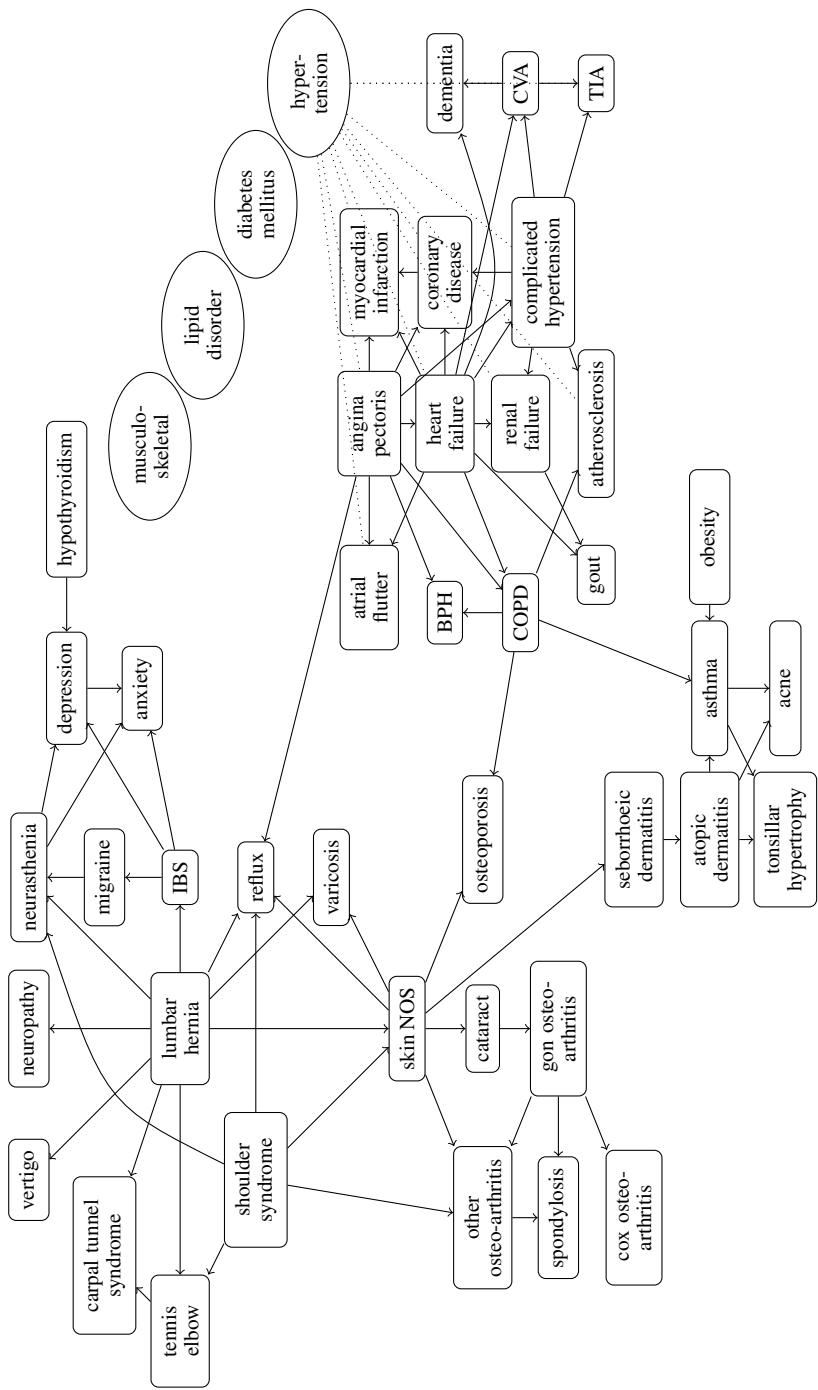 vertigo
neuropathy
neurasthenia
carpal tunnel
syndrome
migraine
depression
hypothyroidism
tennis
elbow
lumbar
hernia
IBS
anxiety
musculo-
skeletal
shoulder
syndrome
reflux
lipid
disorder
varicosis
diabetes
mellitus
hyper-
tension
atrial
flutter
angina
pectoris
myocardial
infarction
skin NOS
BPH
heart
failure
coronary
disease
dementia
other
osteo-arthritis
cataract
osteoporosis
COPD
renal
failure
complicated
hypertension
CVA
spondylosis
gon osteo-
arthritis
gout
atherosclerosis
TIA
cox osteo-
arthritis
seborrhoeic
dermatitis
atopic
dermatitis
asthma
obesity
tonsillar
hypertrophy
acne